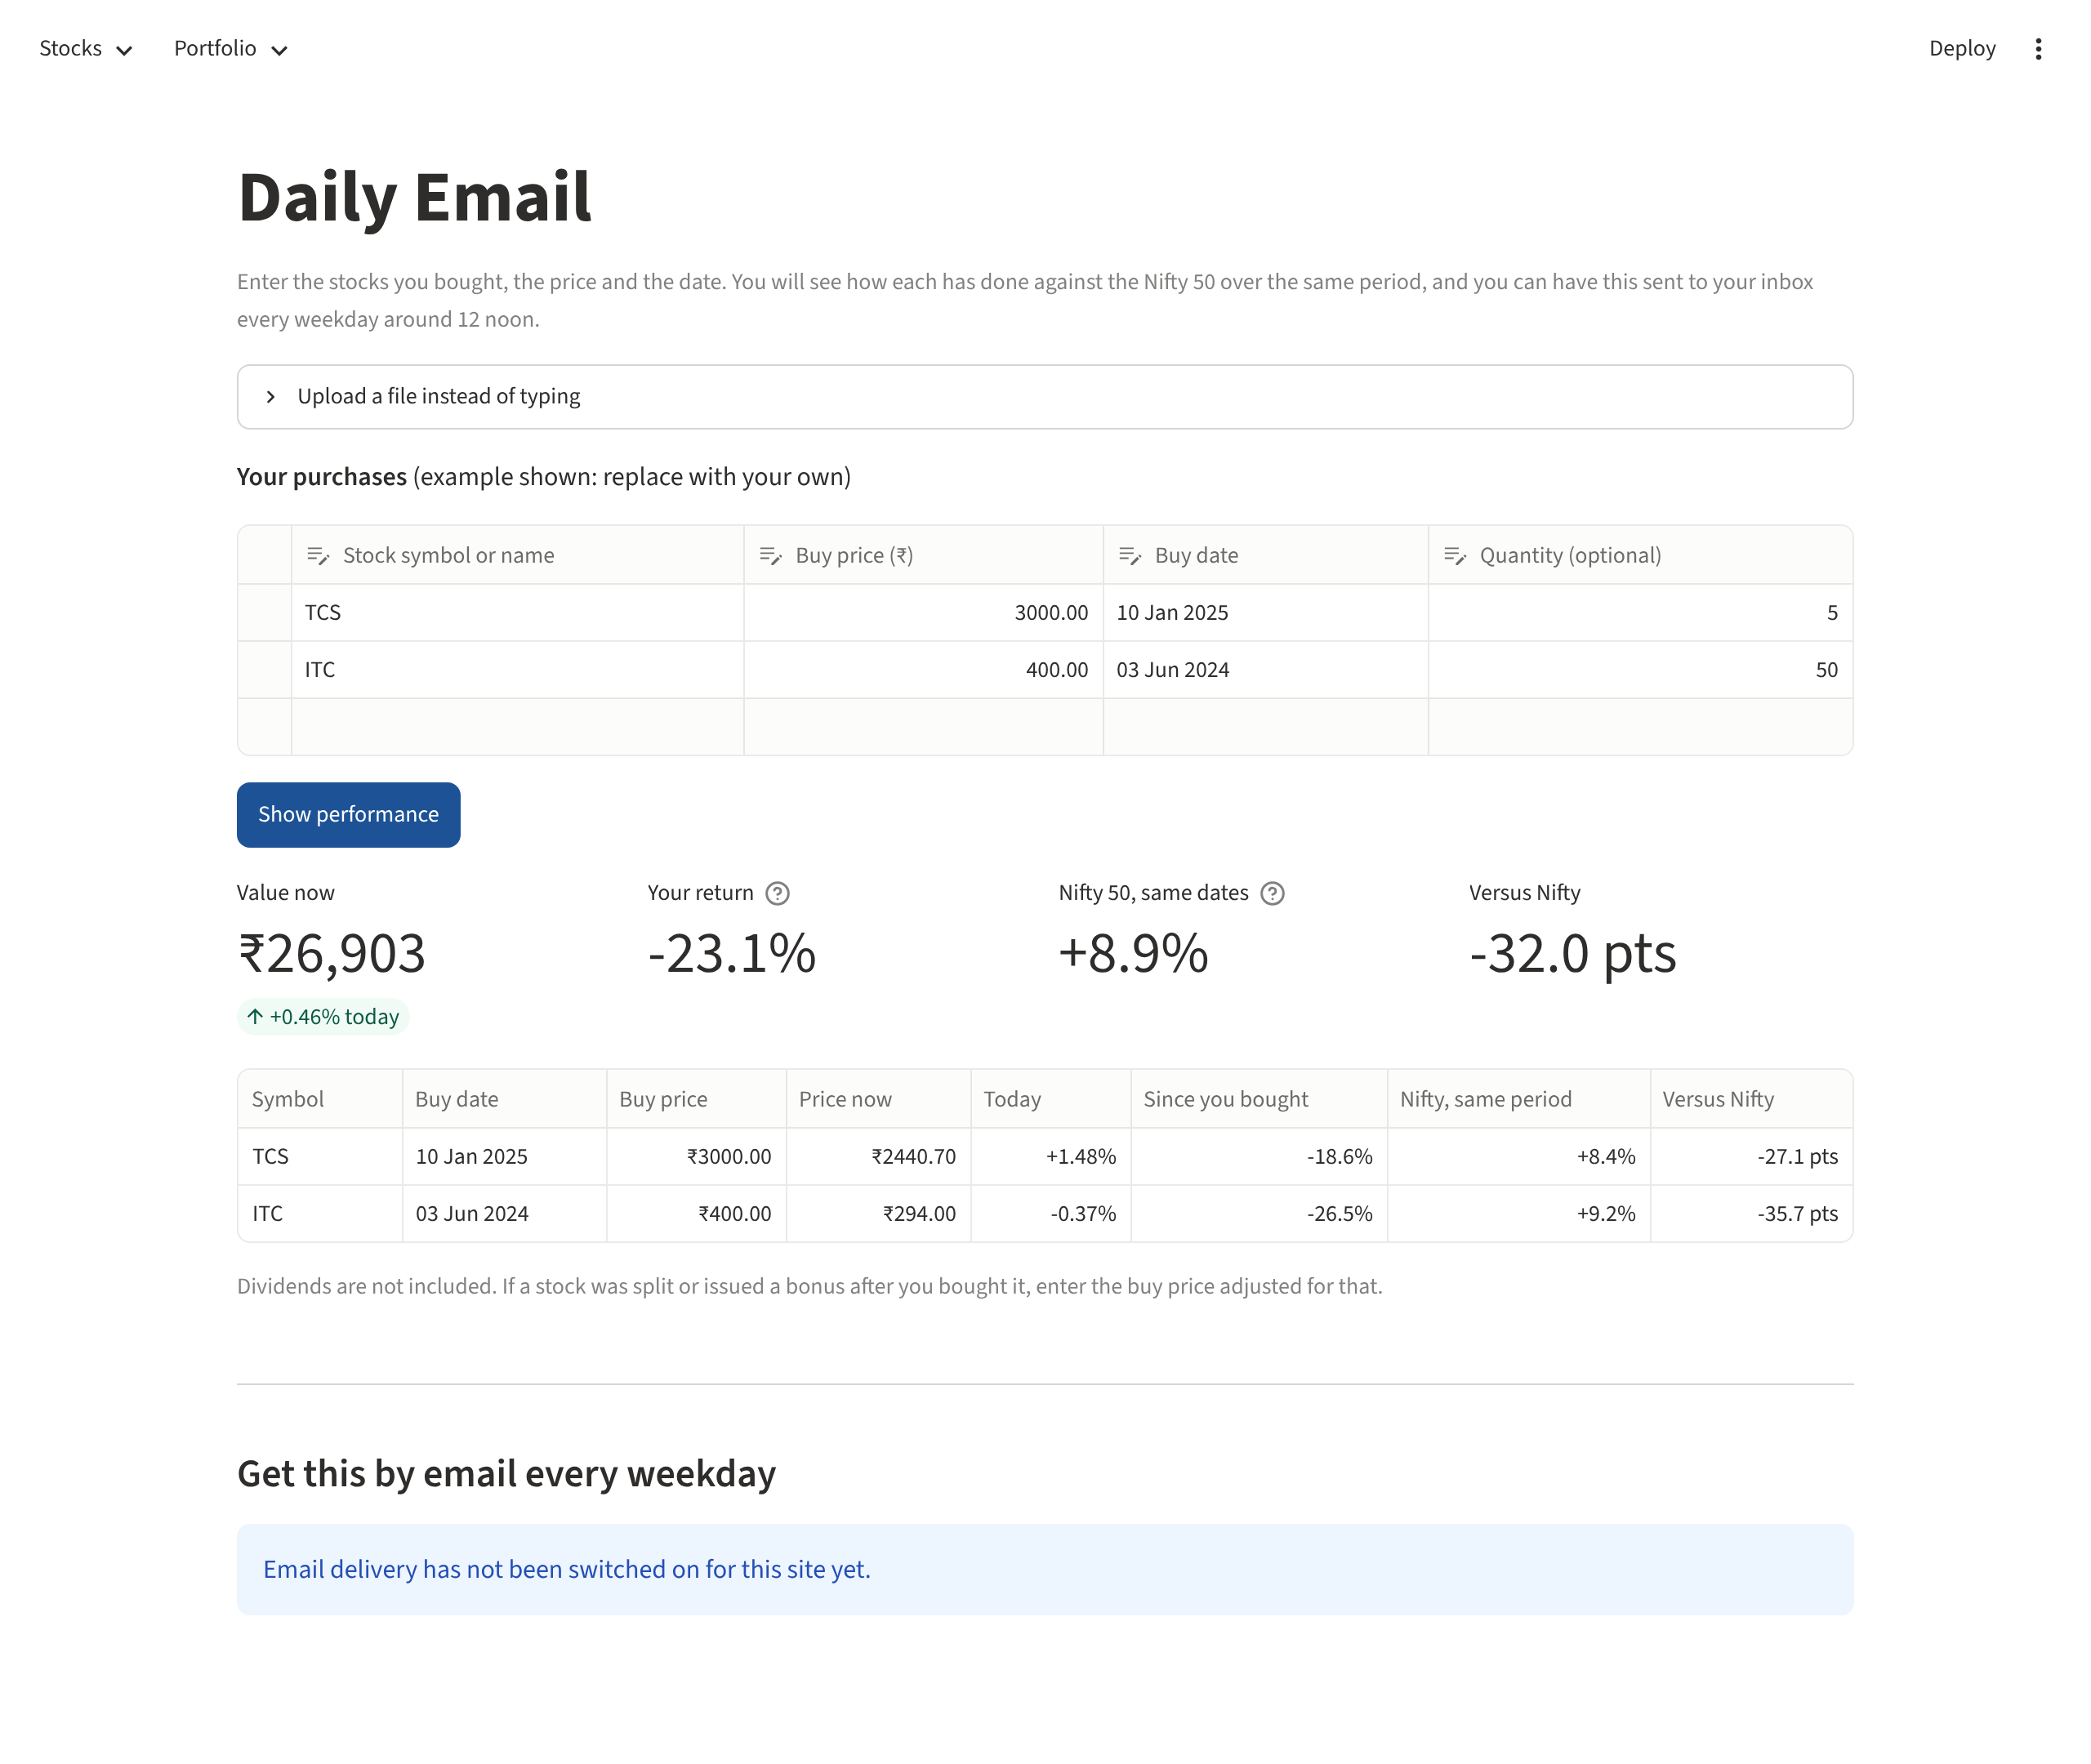 Stocks Portfolio Deploy
Daily Email
Enter the stocks you bought, the price and the date. You will see how each has done against the Nifty 50 over the same period, and you can have this sent to your inbox
every weekday around 12 noon.
Upload a file instead of typing
Your purchases (example shown: replace with your own)
Stock symbol or name Buy price (₹) Buy date Quantity (optional)
TCS 3000.00 10 Jan 2025 5
ITC 400.00 03 Jun 2024 50
Show performance
Value now Your return Nifty 50, same dates Versus Nifty
₹26,903 -23.1% +8.9% -32.0 pts
↑ +0.46% today
Symbol Buy date Buy price Price now Today Since you bought Nifty, same period Versus Nifty
TCS 10 Jan 2025 ₹3000.00 ₹2440.70 +1.48% -18.6% +8.4% -27.1 pts
ITC 03 Jun 2024 ₹400.00 ₹294.00 -0.37% -26.5% +9.2% -35.7 pts
Dividends are not included. If a stock was split or issued a bonus after you bought it, enter the buy price adjusted for that.
Get this by email every weekday
Email delivery has not been switched on for this site yet.